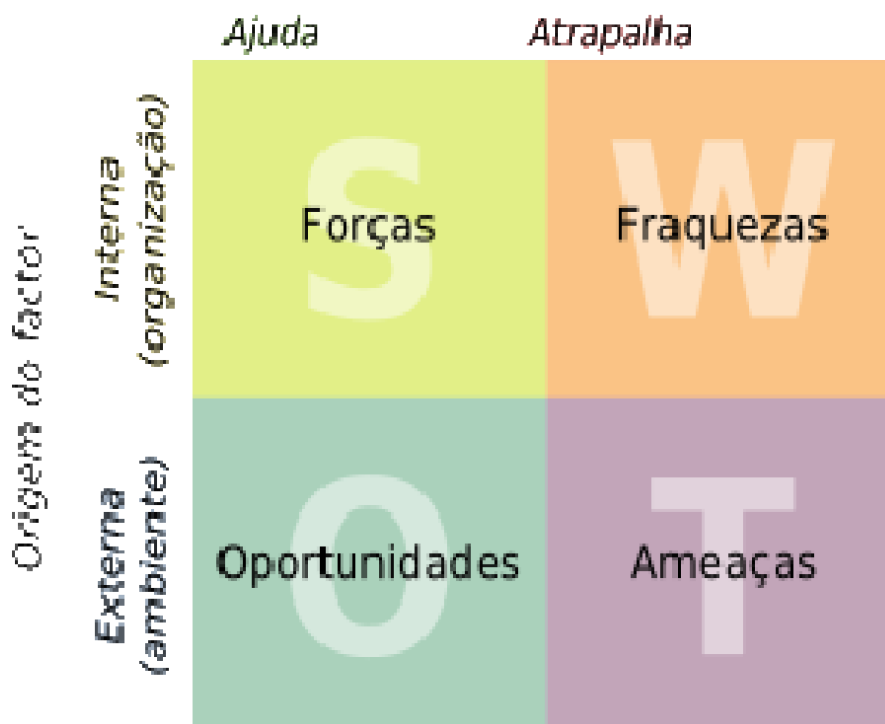 Ajuda
Atrapalha
Origem do factor
Interna
(organização)
S
Forças
W
Fraquezas
Externa
(ambiente)
O
Oportunidades
T
Ameaças